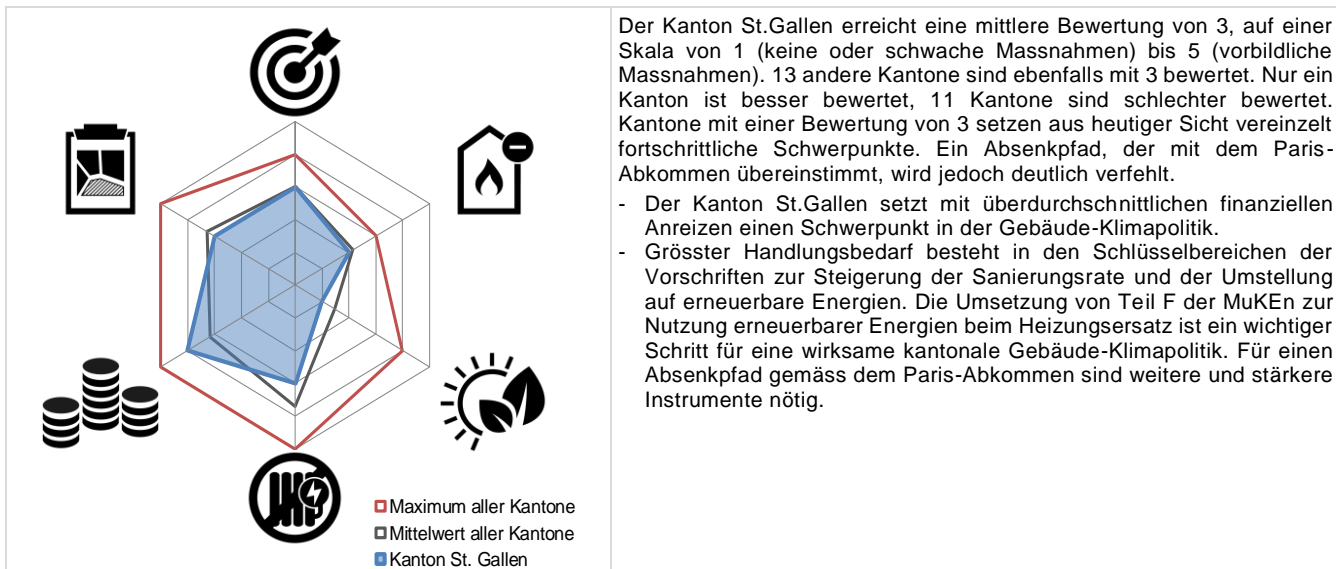 Maximum aller Kantone
Mittelwert aller Kantone
Kanton St. Gallen
Der Kanton St.Gallen erreicht eine mittlere Bewertung von 3, auf einer
Skala von 1 (keine oder schwache Massnahmen) bis 5 (vorbildliche
Massnahmen). 13 andere Kantone sind ebenfalls mit 3 bewertet. Nur ein
Kanton ist besser bewertet, 11 Kantone sind schlechter bewertet.
Kantone mit einer Bewertung von 3 setzen aus heutiger Sicht vereinzelt
fortschrittliche Schwerpunkte. Ein Absenkpfad, der mit dem Paris-
Abkommen übereinstimmt, wird jedoch deutlich verfehlt.
- Der Kanton St.Gallen setzt mit überdurchschnittlichen finanziellen
Anreizen einen Schwerpunkt in der Gebäude-Klimapolitik.
- Grösster Handlungsbedarf besteht in den Schlüsselbereichen der
Vorschriften zur Steigerung der Sanierungsrate und der Umstellung
auf erneuerbare Energien. Die Umsetzung von Teil F der MuKEn zur
Nutzung erneuerbarer Energien beim Heizungsersatz ist ein wichtiger
Schritt für eine wirksame kantonale Gebäude-Klimapolitik. Für einen
Absenkpfad gemäss dem Paris-Abkommen sind weitere und stärkere
Instrumente nötig.